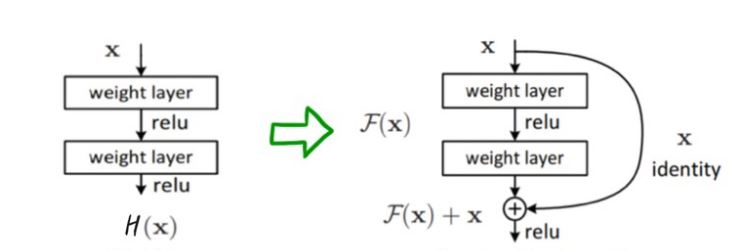 x
weight layer
relu
weight layer
relu
H(x)
x
weight layer
F(x)
relu
weight layer
x
identity
F(x) + x
+
relu